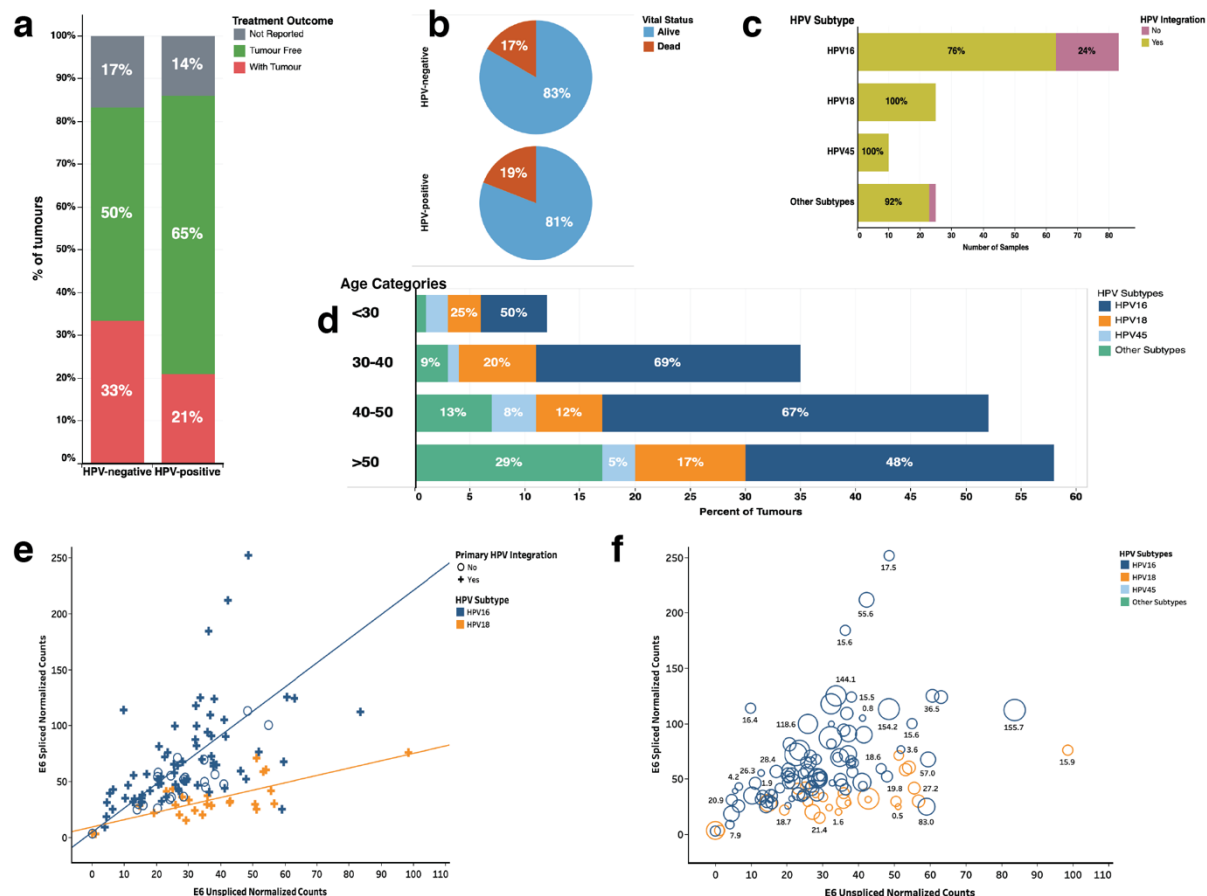 a
Treatment Outcome
Not Reported
Tumour Free
With Tumour
% of tumours
100%
90%
80%
70%
60%
50%
40%
30%
20%
10%
0%
17%
14%
50%
65%
33%
21%
HPV-negative
HPV-positive
b
Vital Status
Alive
Dead
HPV-negative
17%
83%
HPV-positive
19%
81%
c
HPV Subtype
HPV Integration
No
Yes
HPV16
76%
24%
HPV18
100%
HPV45
100%
Other Subtypes
92%
0 10 20 30 40 50 60 70 80
Number of Samples
d
Age Categories
HPV Subtypes
HPV16
HPV18
HPV45
Other Subtypes
<30
25%
50%
30-40
9%
20%
69%
40-50
13%
8%
12%
67%
>50
29%
5%
17%
48%
0 5 10 15 20 25 30 35 40 45 50 55 60
Percent of Tumours
e
Primary HPV Integration
No
Yes
HPV Subtype
HPV16
HPV18
E6 Spliced Normalized Counts
250
200
150
100
50
0
0 10 20 30 40 50 60 70 80 90 100 110
E6 Unspliced Normalized Counts
f
HPV Subtypes
HPV16
HPV18
HPV45
Other Subtypes
E6 Spliced Normalized Counts
250
200
150
100
50
0
17.5
55.6
15.6
144.1
15.5
0.8
36.5
16.4
118.6
154.2
15.6
155.7
28.4
18.6
3.6
15.9
26.3
57.0
4.2
1.9
19.8
27.2
20.9
18.7
1.6
0.5
83.0
21.4
7.9
0 10 20 30 40 50 60 70 80 90 100 110
E6 Unspliced Normalized Counts